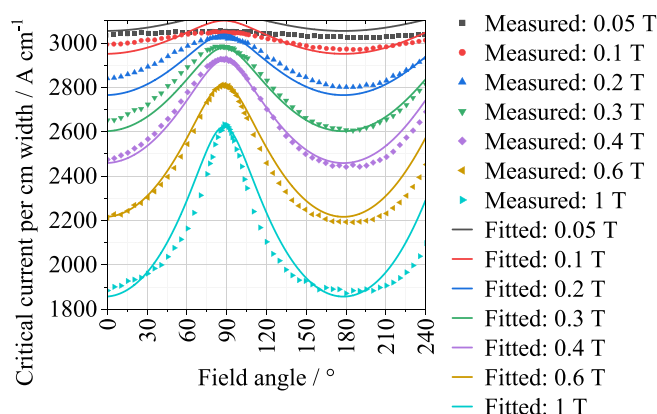 Critical current per cm width / A cm⁻¹
3000
2800
2600
2400
2200
2000
1800
0
30
60
90
120
150
180
210
240
Field angle / °
Measured: 0.05 T
Measured: 0.1 T
Measured: 0.2 T
Measured: 0.3 T
Measured: 0.4 T
Measured: 0.6 T
Measured: 1 T
Fitted: 0.05 T
Fitted: 0.1 T
Fitted: 0.2 T
Fitted: 0.3 T
Fitted: 0.4 T
Fitted: 0.6 T
Fitted: 1 T